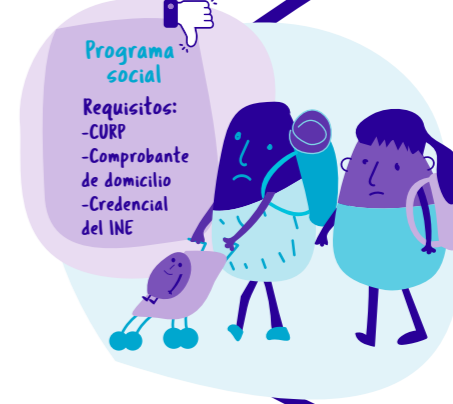 Programa
social
Requisitos:
-CURP
-Comprobante
de domicilio
-Credencial
del INE